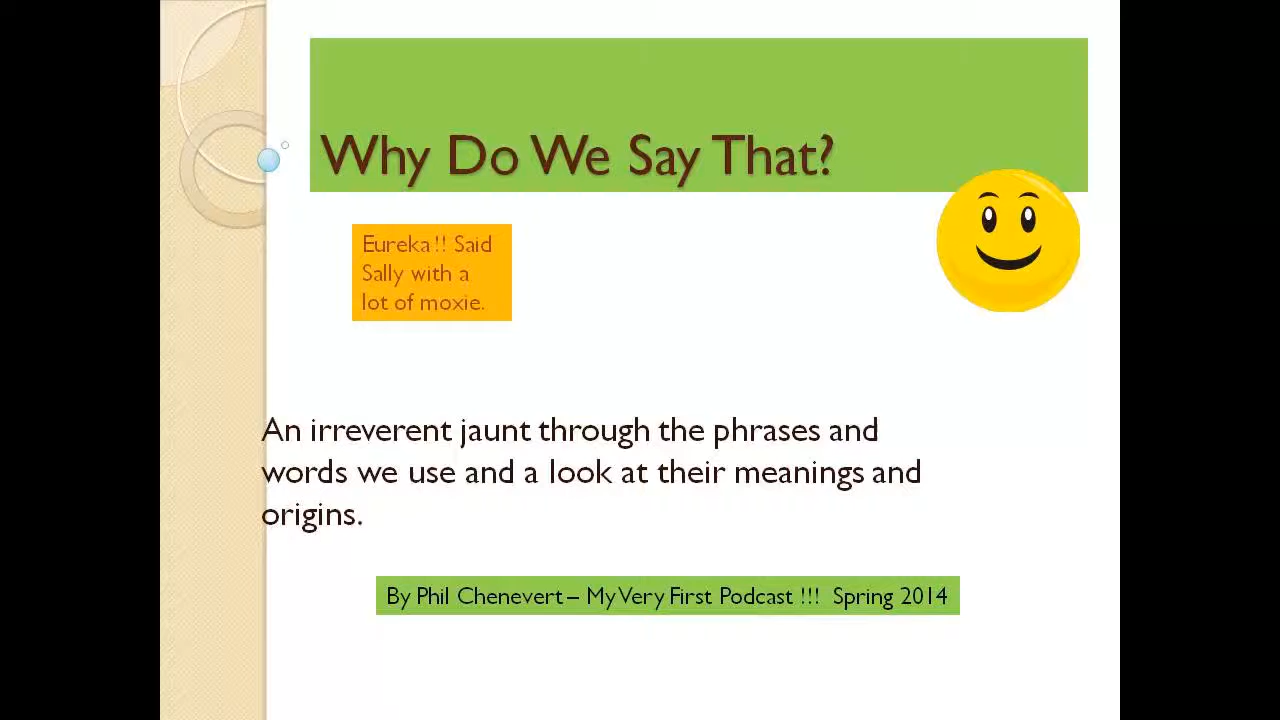 Why Do We Say That?
Eureka !! Said
Sally with a
lot of moxie.
An irreverent jaunt through the phrases and
words we use and a look at their meanings and
origins.
By Phil Chenevert – My Very First Podcast !!! Spring 2014